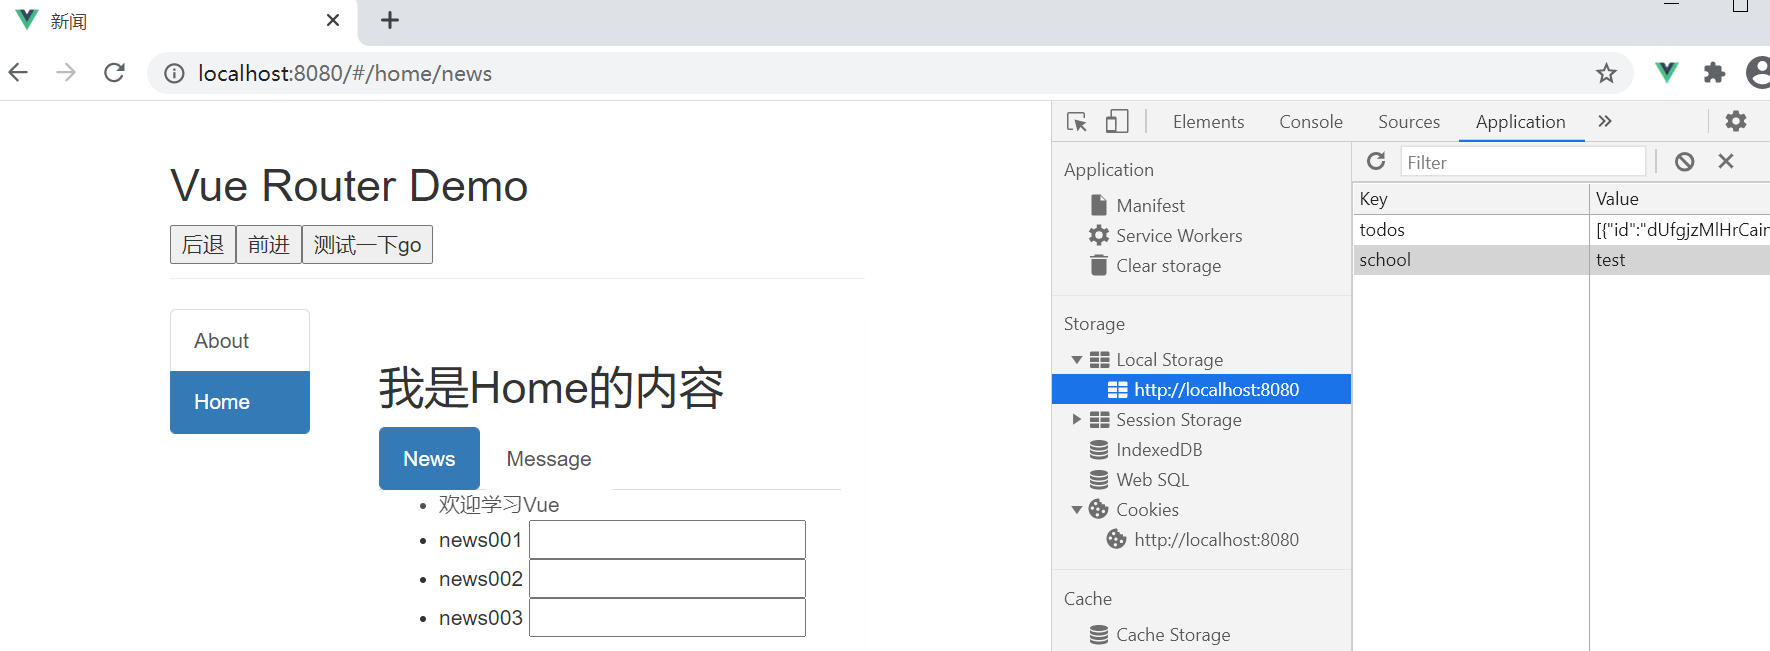 新闻
localhost:8080/#/home/news
Vue Router Demo
后退 前进 测试一下go
About
Home
我是Home的内容
News Message
欢迎学习Vue
news001
news002
news003
Elements Console Sources Application
Application
Manifest
Service Workers
Clear storage
Storage
Local Storage
http://localhost:8080
Session Storage
IndexedDB
Web SQL
Cookies
http://localhost:8080
Cache
Cache Storage
Filter
Key Value
todos [{"id":"dUfgjzMlHrCain
school test